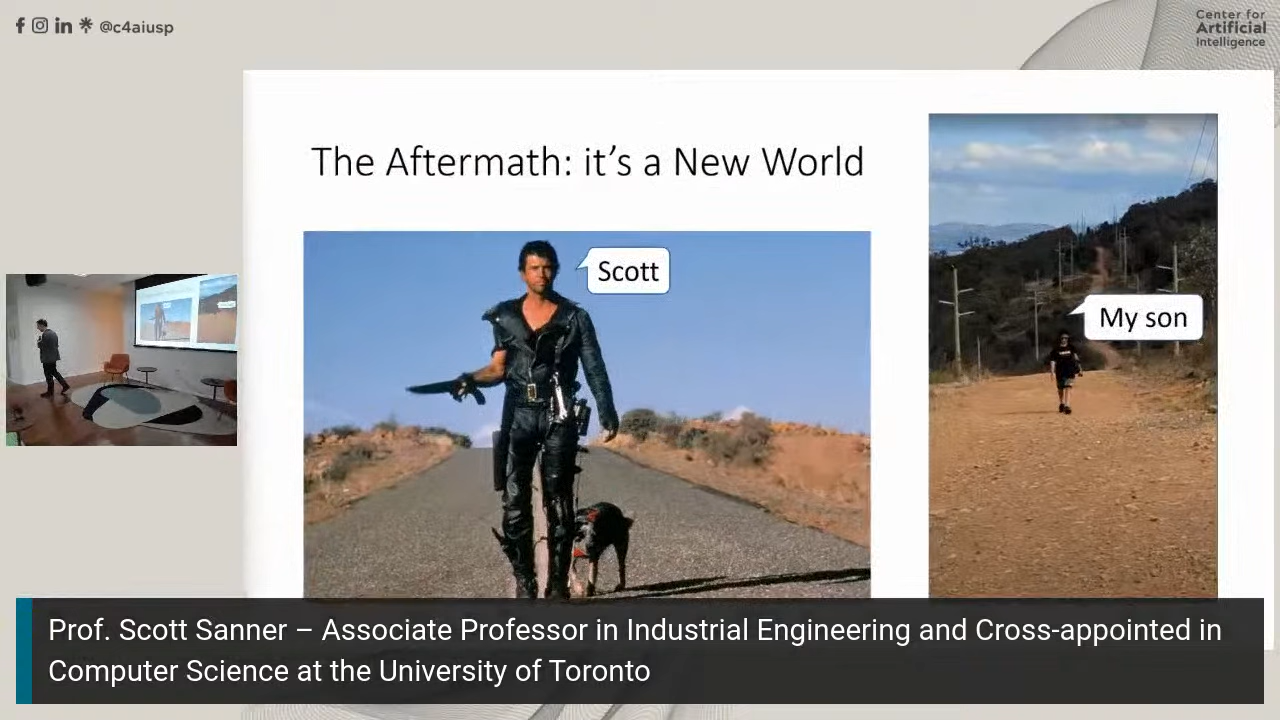 @c4aiusp
Center for
Artificial
Intelligence
The Aftermath: it's a New World
Scott
My son
Prof. Scott Sanner – Associate Professor in Industrial Engineering and Cross-appointed in
Computer Science at the University of Toronto